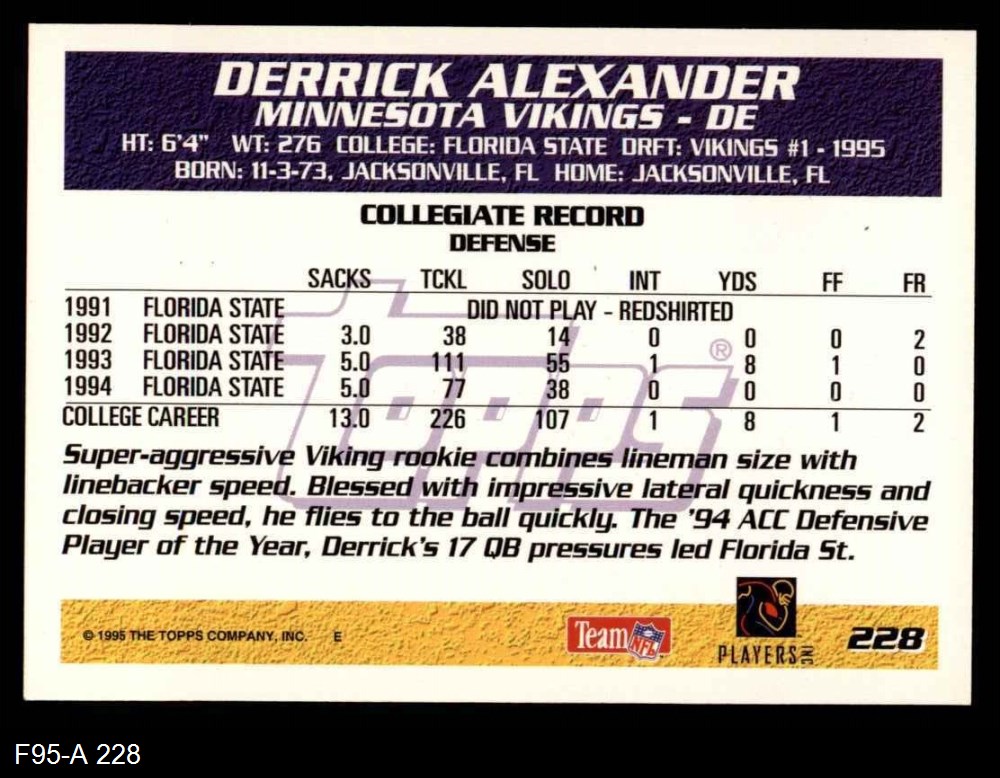 DERRICK ALEXANDER
MINNESOTA VIKINGS - DE
HT: 6'4" WT: 276 COLLEGE: FLORIDA STATE DRFT: VIKINGS #1 - 1995
BORN: 11-3-73, JACKSONVILLE, FL HOME: JACKSONVILLE, FL
COLLEGIATE RECORD
DEFENSE
SACKS TCKL SOLO INT YDS FF FR
1991 FLORIDA STATE DID NOT PLAY - REDSHIRTED
1992 FLORIDA STATE 3.0 38 14 0 0 0 2
1993 FLORIDA STATE 5.0 111 55 1 8 1 0
1994 FLORIDA STATE 5.0 77 38 0 0 0 0
COLLEGE CAREER 13.0 226 107 1 8 1 2
TOPPS ®
Super-aggressive Viking rookie combines lineman size with
linebacker speed. Blessed with impressive lateral quickness and
closing speed, he flies to the ball quickly. The '94 ACC Defensive
Player of the Year, Derrick's 17 QB pressures led Florida St.
© 1995 THE TOPPS COMPANY, INC. E
Team NFL
PLAYERS INC
228
F95-A 228